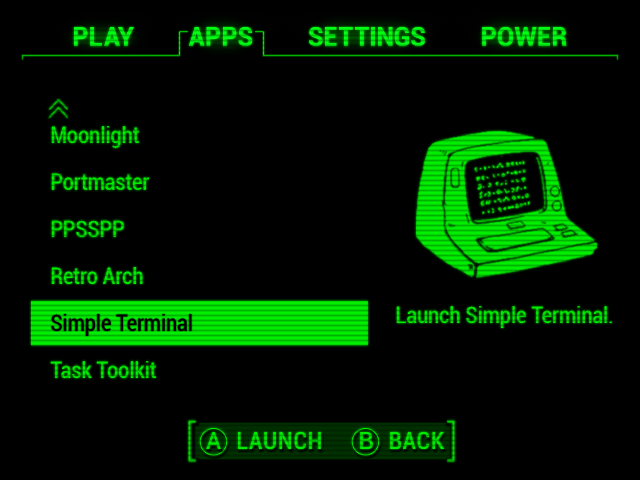 PLAY APPS SETTINGS POWER
Moonlight
Portmaster
PPSSPP
Retro Arch
Simple Terminal
Launch Simple Terminal.
Task Toolkit
A LAUNCH B BACK